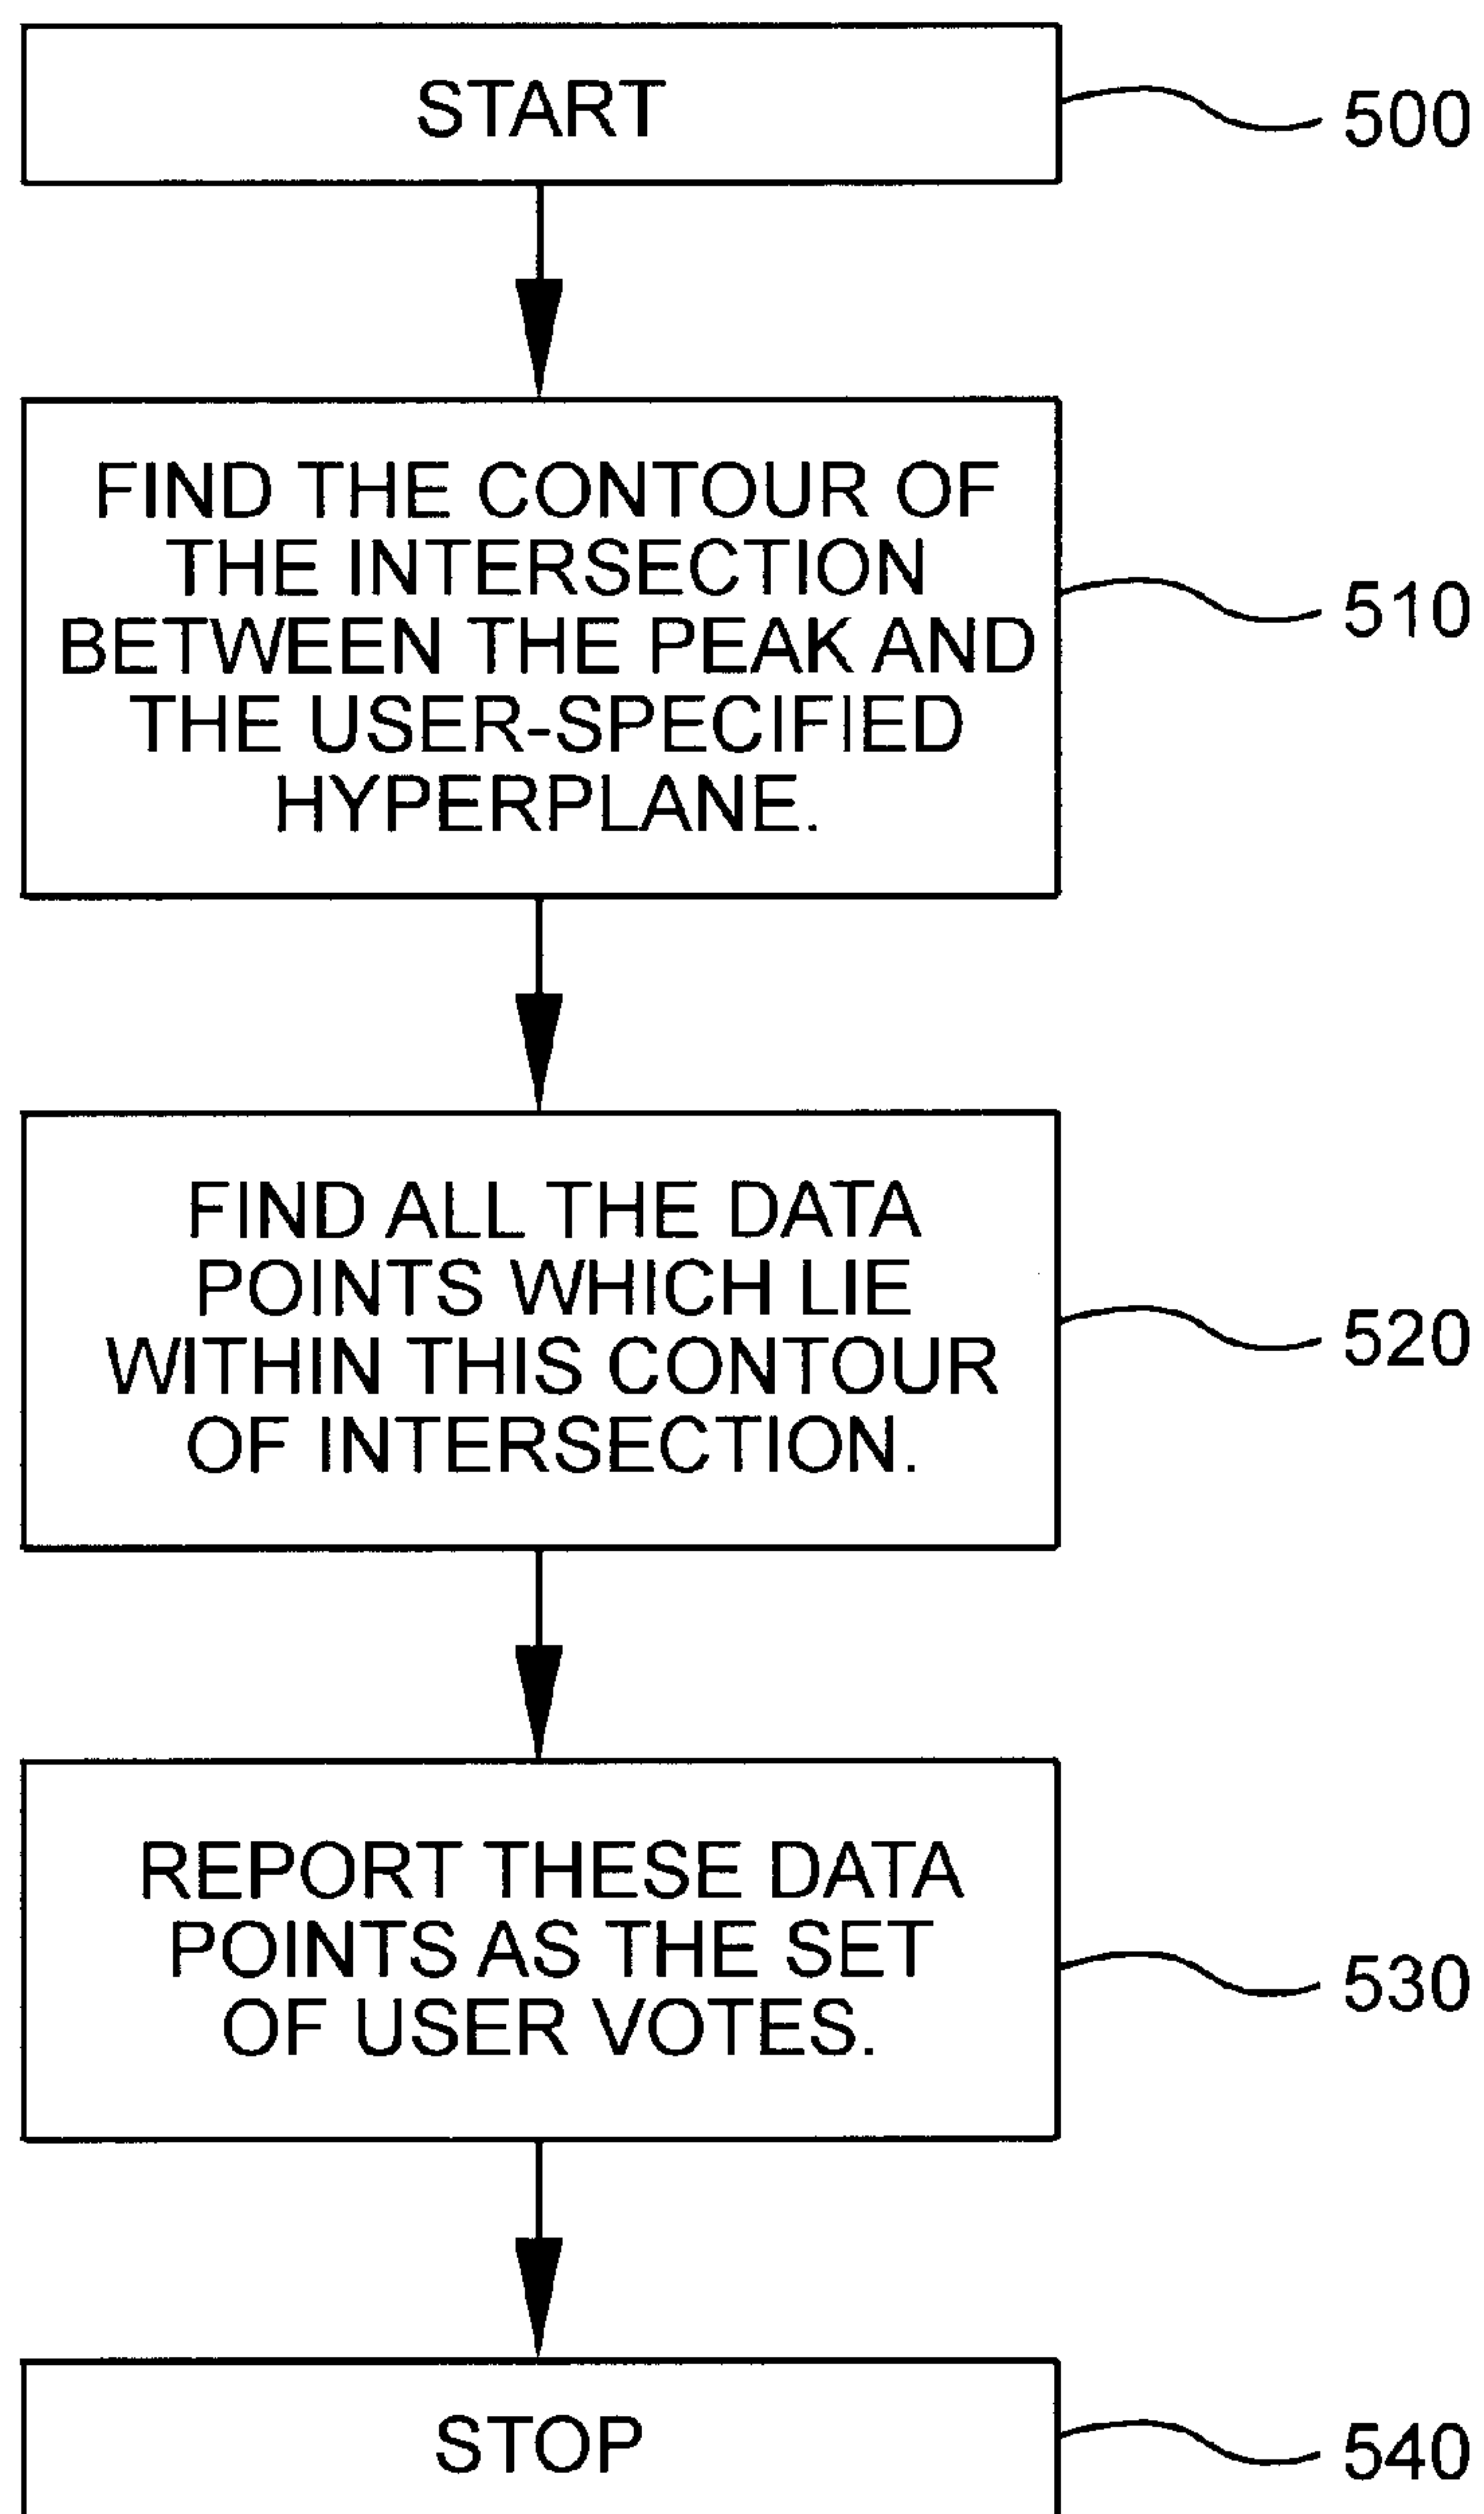 START
500
FIND THE CONTOUR OF
THE INTERSECTION
BETWEEN THE PEAK AND
THE USER-SPECIFIED
HYPERPLANE.
510
FIND ALL THE DATA
POINTS WHICH LIE
WITHIN THIS CONTOUR
OF INTERSECTION.
520
REPORT THESE DATA
POINTS AS THE SET
OF USER VOTES.
530
STOP
540